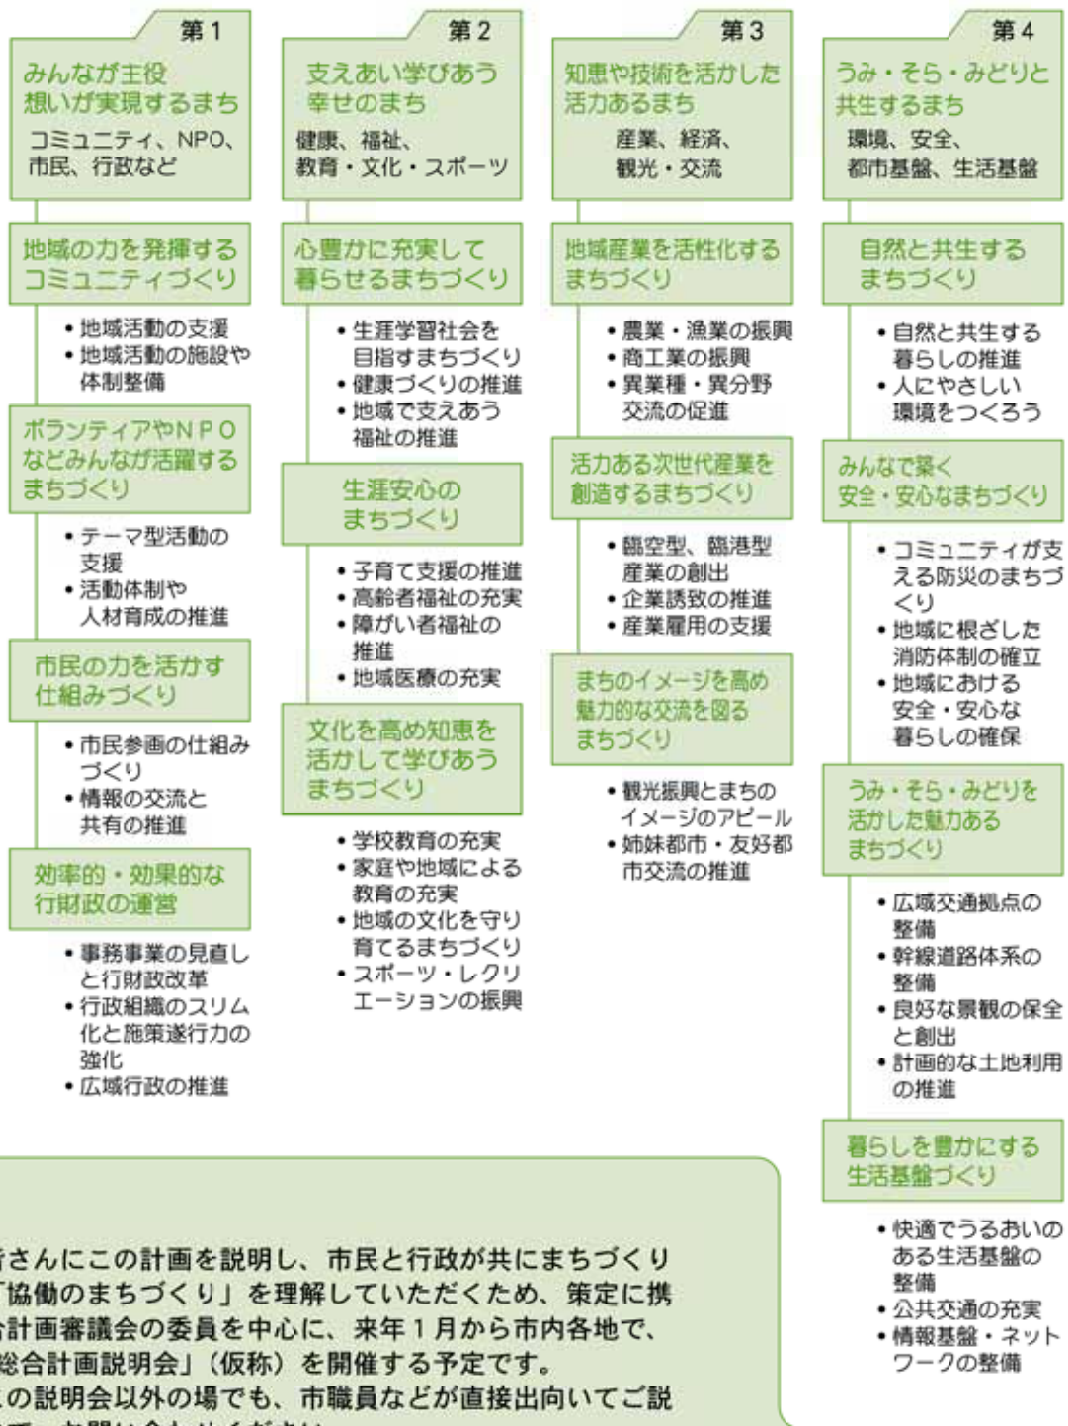 第1
みんなが主役
想いが実現するまち
コミュニティ、NPO、
市民、行政など
地域の力を発揮する
コミュニティづくり
• 地域活動の支援
• 地域活動の施設や
体制整備
ボランティアやNPO
などみんなが活躍する
まちづくり
• テーマ型活動の
支援
• 活動体制や
人材育成の推進
市民の力を活かす
仕組みづくり
• 市民参画の仕組み
づくり
• 情報の交流と
共有の推進
効率的・効果的な
行財政の運営
• 事務事業の見直し
と行財政改革
• 行政組織のスリム
化と施策遂行力の
強化
• 広域行政の推進
第2
支えあい学びあう
幸せのまち
健康、福祉、
教育・文化・スポーツ
心豊かに充実して
暮らせるまちづくり
• 生涯学習社会を
目指すまちづくり
• 健康づくりの推進
• 地域で支えあう
福祉の推進
生涯安心の
まちづくり
• 子育て支援の推進
• 高齢者福祉の充実
• 障がい者福祉の
推進
• 地域医療の充実
文化を高め知恵を
活かして学びあう
まちづくり
• 学校教育の充実
• 家庭や地域による
教育の充実
• 地域の文化を守り
育てるまちづくり
• スポーツ・レクリ
エーションの振興
第3
知恵や技術を活かした
活力あるまち
産業、経済、
観光・交流
地域産業を活性化する
まちづくり
• 農業・漁業の振興
• 商工業の振興
• 異業種・異分野
交流の促進
活力ある次世代産業を
創造するまちづくり
• 臨空型、臨港型
産業の創出
• 企業誘致の推進
• 産業雇用の支援
まちのイメージを高め
魅力的な交流を図る
まちづくり
• 観光振興とまちの
イメージのアピール
• 姉妹都市・友好都
市交流の推進
第4
うみ・そら・みどりと
共生するまち
環境、安全、
都市基盤、生活基盤
自然と共生する
まちづくり
• 自然と共生する
暮らしの推進
• 人にやさしい
環境をつくろう
みんなで築く
安全・安心なまちづくり
• コミュニティが支
える防災のまちづ
くり
• 地域に根ざした
消防体制の確立
• 地域における
安全・安心な
暮らしの確保
うみ・そら・みどりを
活かした魅力ある
まちづくり
• 広域交通拠点の
整備
• 幹線道路体系の
整備
• 良好な景観の保全
と創出
• 計画的な土地利用
の推進
暮らしを豊かにする
生活基盤づくり
• 快適でうるおいの
ある生活基盤の
整備
• 公共交通の充実
• 情報基盤・ネット
ワークの整備
皆さんにこの計画を説明し、市民と行政が共にまちづくり
「協働のまちづくり」を理解していただくため、策定に携
合計画審議会の委員を中心に、来年1月から市内各地で、
総合計画説明会」（仮称）を開催する予定です。
の説明会以外の場でも、市職員などが直接出向いてご説